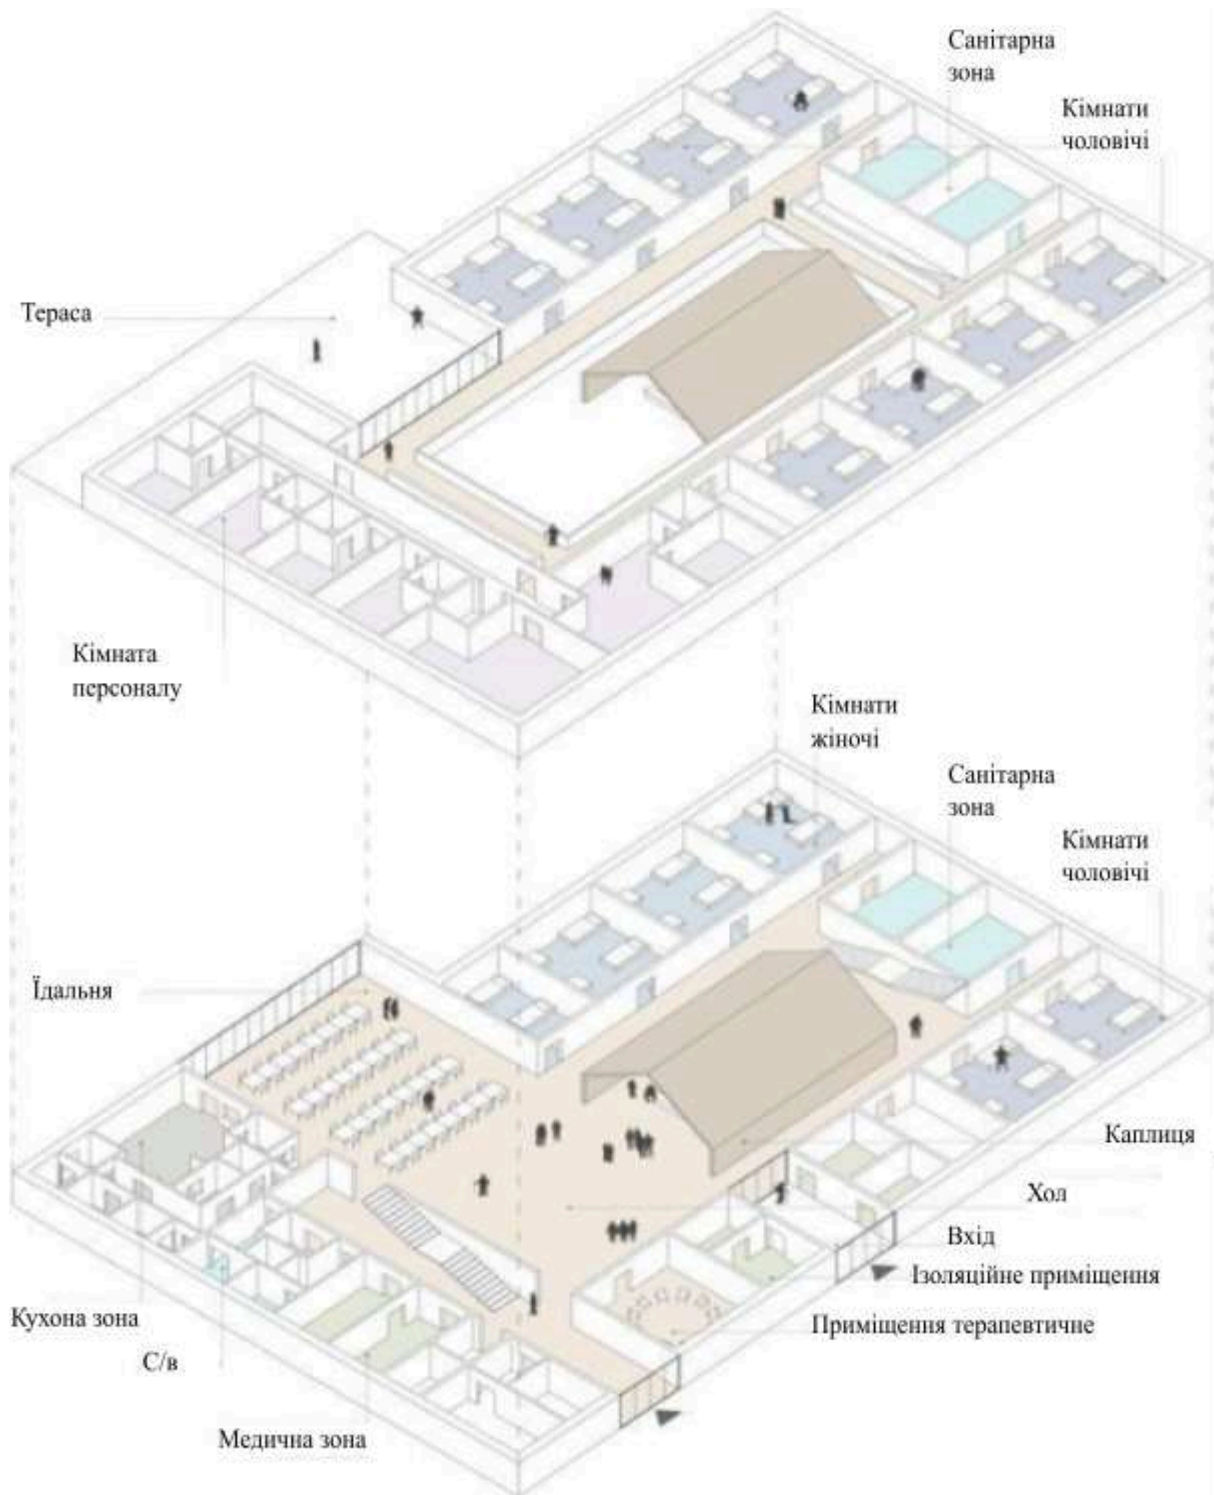 Санітарна
зона
Кімнати
чоловічі
Тераса
Кімната
персоналу
Кімнати
жіночі
Санітарна
зона
Кімнати
чоловічі
Їдальня
Каплиця
Хол
Вхід
Ізоляційне приміщення
Приміщення терапевтичне
Кухона зона
С/в
Медична зона